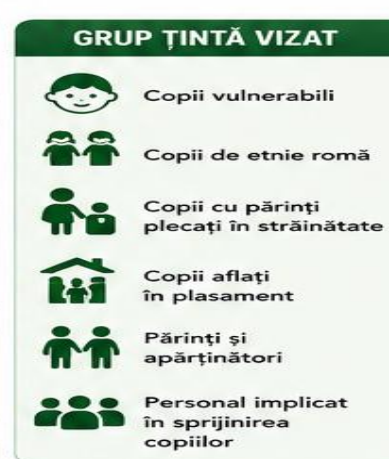 GRUP ȚINTĂ VIZAT
Copii vulnerabili
Copii de etnie romă
Copii cu părinți
plecați în străinătate
Copii aflați
în plasament
Părinți și
apărținători
Personal implicat
în sprijinirea
copiilor